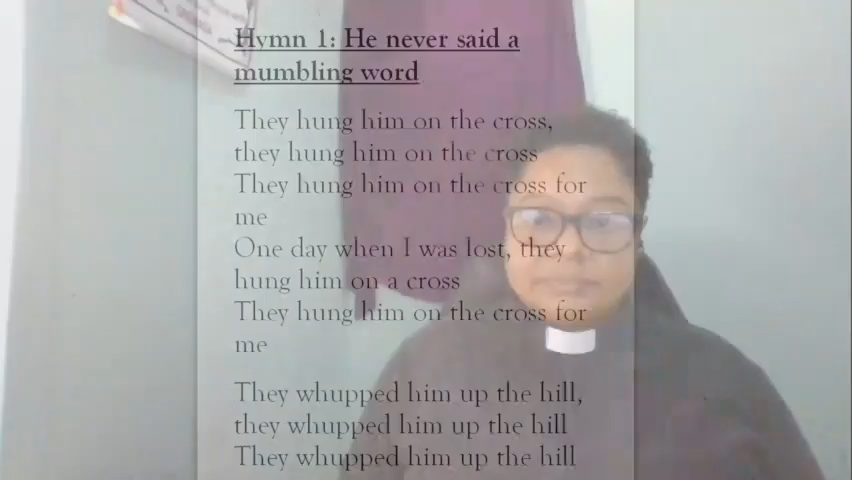 Hymn 1: He never said a
mumbling word
They hung him on the cross,
they hung him on the cross
They hung him on the cross for
me
One day when I was lost, they
hung him on a cross
They hung him on the cross for
me
They whupped him up the hill,
they whupped him up the hill
They whupped him up the hill